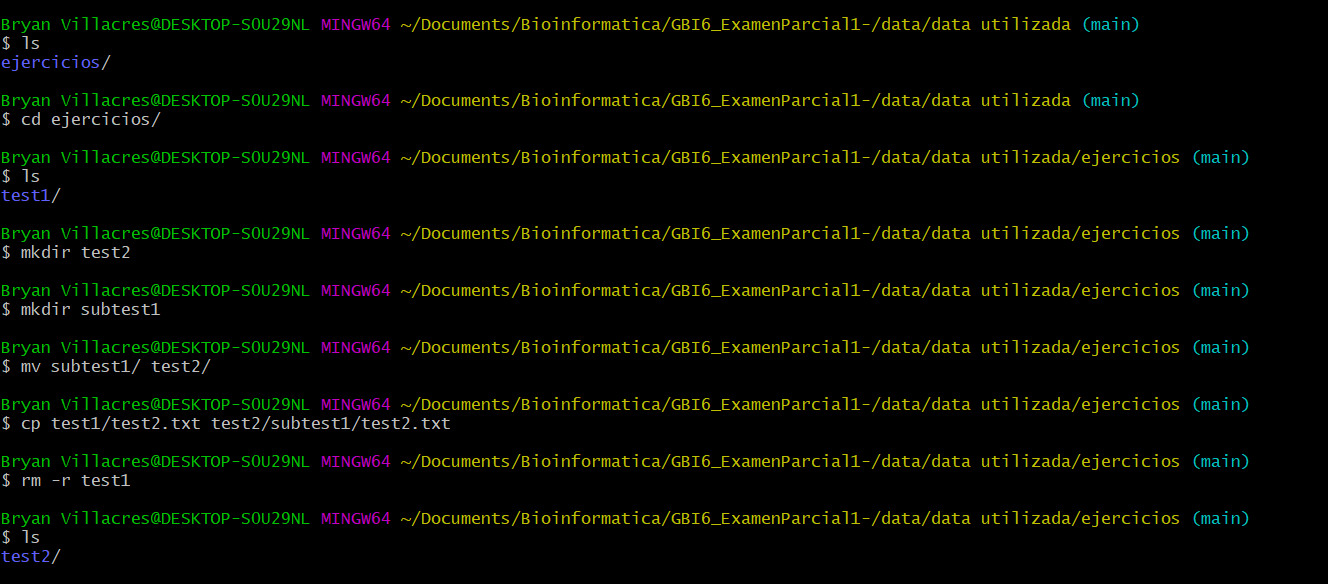 Bryan Villacres@DESKTOP-SOU29NL MINGW64 ~/Documents/Bioinformatica/GBI6_ExamenParcial1-/data/data utilizada (main)
$ ls
ejercicios/
Bryan Villacres@DESKTOP-SOU29NL MINGW64 ~/Documents/Bioinformatica/GBI6_ExamenParcial1-/data/data utilizada (main)
$ cd ejercicios/
Bryan Villacres@DESKTOP-SOU29NL MINGW64 ~/Documents/Bioinformatica/GBI6_ExamenParcial1-/data/data utilizada/ejercicios (main)
$ ls
test1/
Bryan Villacres@DESKTOP-SOU29NL MINGW64 ~/Documents/Bioinformatica/GBI6_ExamenParcial1-/data/data utilizada/ejercicios (main)
$ mkdir test2
Bryan Villacres@DESKTOP-SOU29NL MINGW64 ~/Documents/Bioinformatica/GBI6_ExamenParcial1-/data/data utilizada/ejercicios (main)
$ mkdir subtest1
Bryan Villacres@DESKTOP-SOU29NL MINGW64 ~/Documents/Bioinformatica/GBI6_ExamenParcial1-/data/data utilizada/ejercicios (main)
$ mv subtest1/ test2/
Bryan Villacres@DESKTOP-SOU29NL MINGW64 ~/Documents/Bioinformatica/GBI6_ExamenParcial1-/data/data utilizada/ejercicios (main)
$ cp test1/test2.txt test2/subtest1/test2.txt
Bryan Villacres@DESKTOP-SOU29NL MINGW64 ~/Documents/Bioinformatica/GBI6_ExamenParcial1-/data/data utilizada/ejercicios (main)
$ rm -r test1
Bryan Villacres@DESKTOP-SOU29NL MINGW64 ~/Documents/Bioinformatica/GBI6_ExamenParcial1-/data/data utilizada/ejercicios (main)
$ ls
test2/